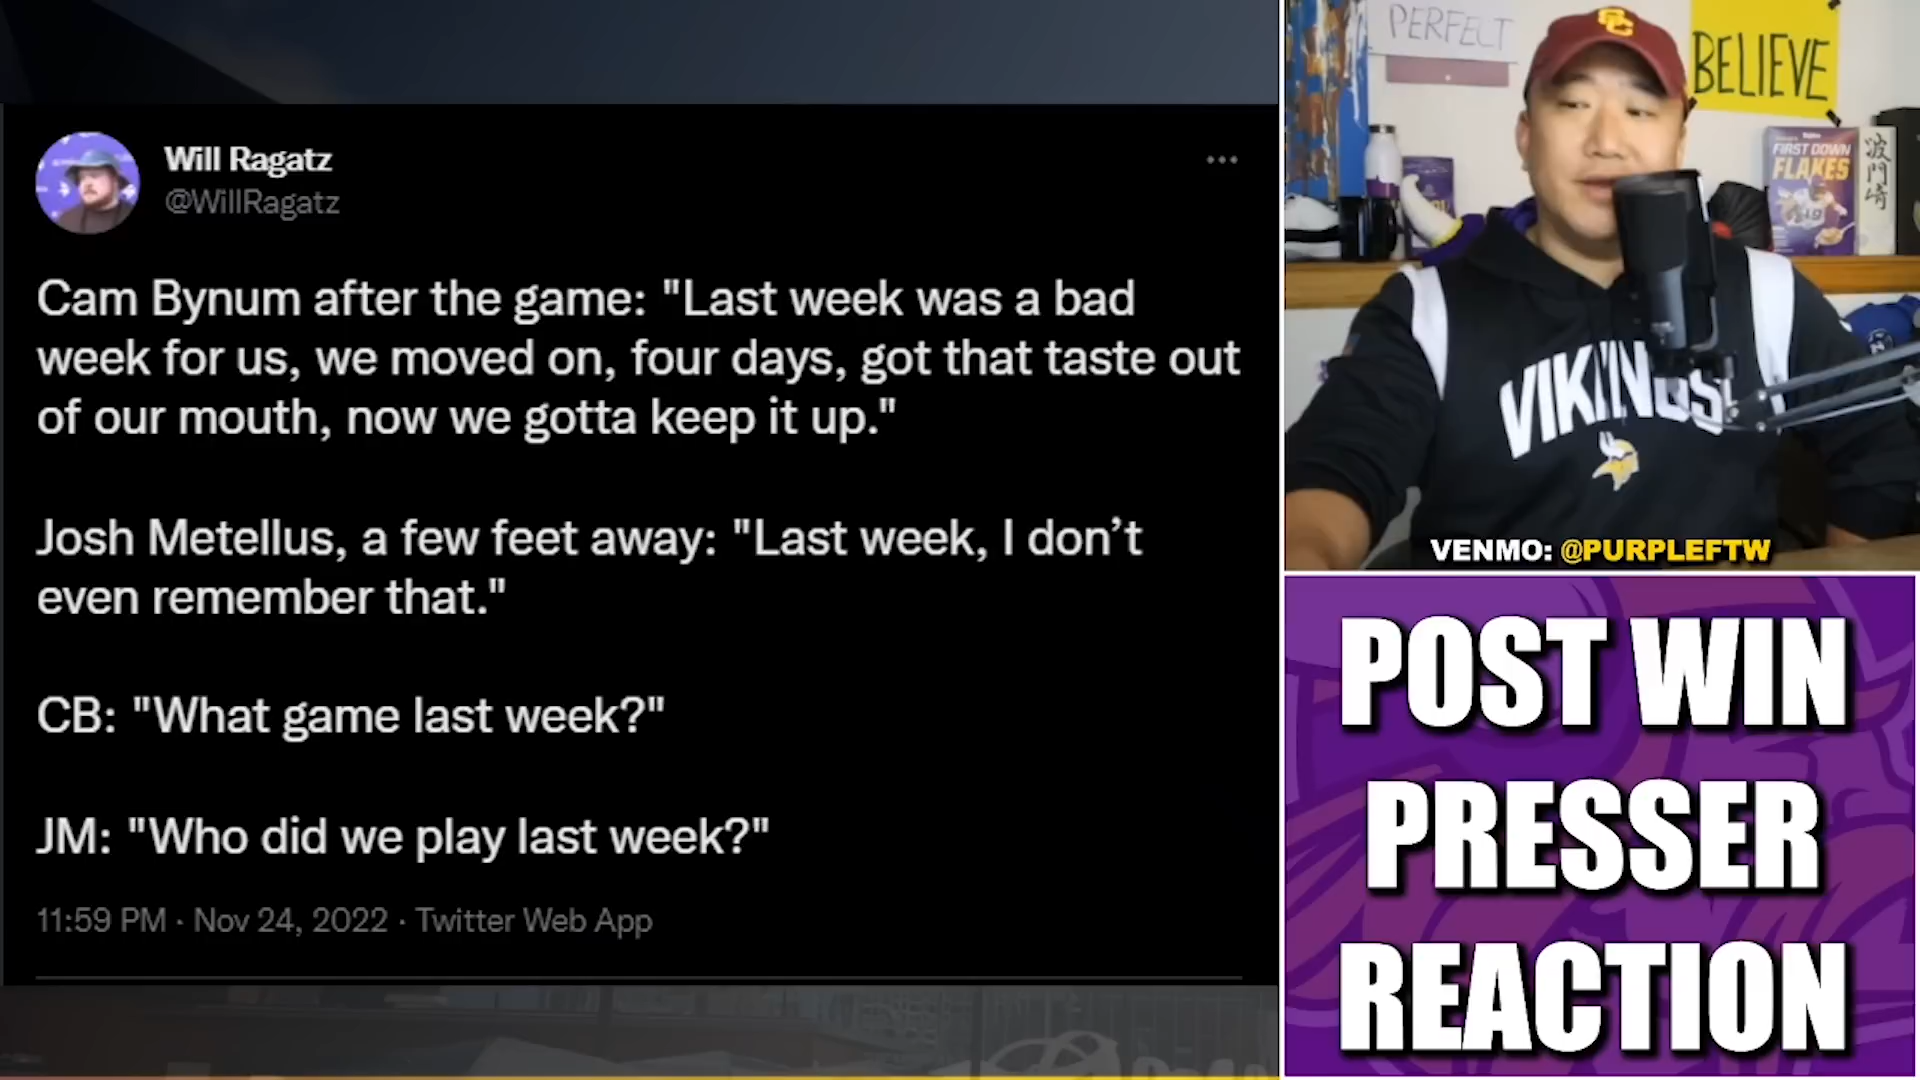 Will Ragatz
@WillRagatz
Cam Bynum after the game: "Last week was a bad
week for us, we moved on, four days, got that taste out
of our mouth, now we gotta keep it up."
Josh Metellus, a few feet away: "Last week, I don’t
even remember that."
CB: "What game last week?"
JM: "Who did we play last week?"
11:59 PM · Nov 24, 2022 · Twitter Web App
PERFECT
SC
BELIEVE
FIRST DOWN
FLAKES
波門崎
VIKINGS
VENMO: @PURPLEFTW
POST WIN
PRESSER
REACTION